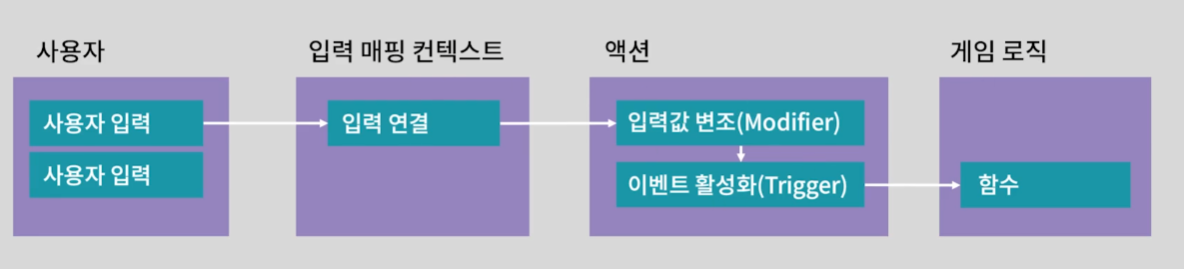 사용자
입력 매핑 컨텍스트
액션
게임 로직
사용자 입력
입력 연결
입력값 변조(Modifier)
사용자 입력
이벤트 활성화(Trigger)
함수